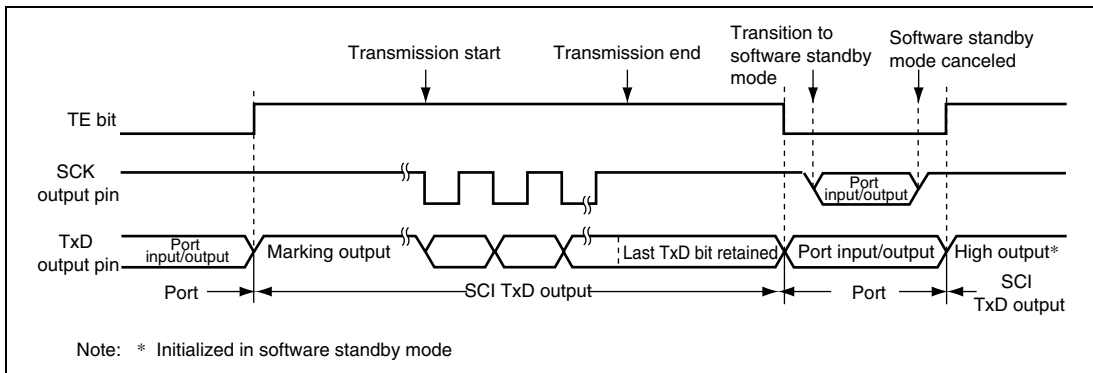 Transmission start
Transmission end
Transition to
software standby
mode
Software standby
mode canceled
TE bit
SCK
output pin
Port
input/output
TxD
output pin
Port
input/output
Marking output
Last TxD bit retained
Port input/output
High output*
Port
SCI TxD output
Port
SCI
TxD output
Note: * Initialized in software standby mode